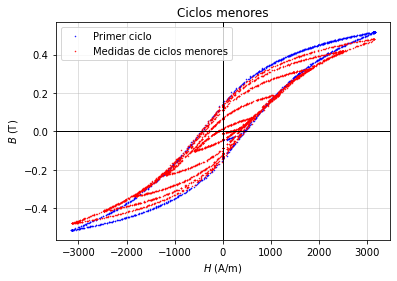 Ciclos menores
Primer ciclo
Medidas de ciclos menores
B (T)
0.4
0.2
0.0
−0.2
−0.4
−3000 −2000 −1000 0 1000 2000 3000
H (A/m)